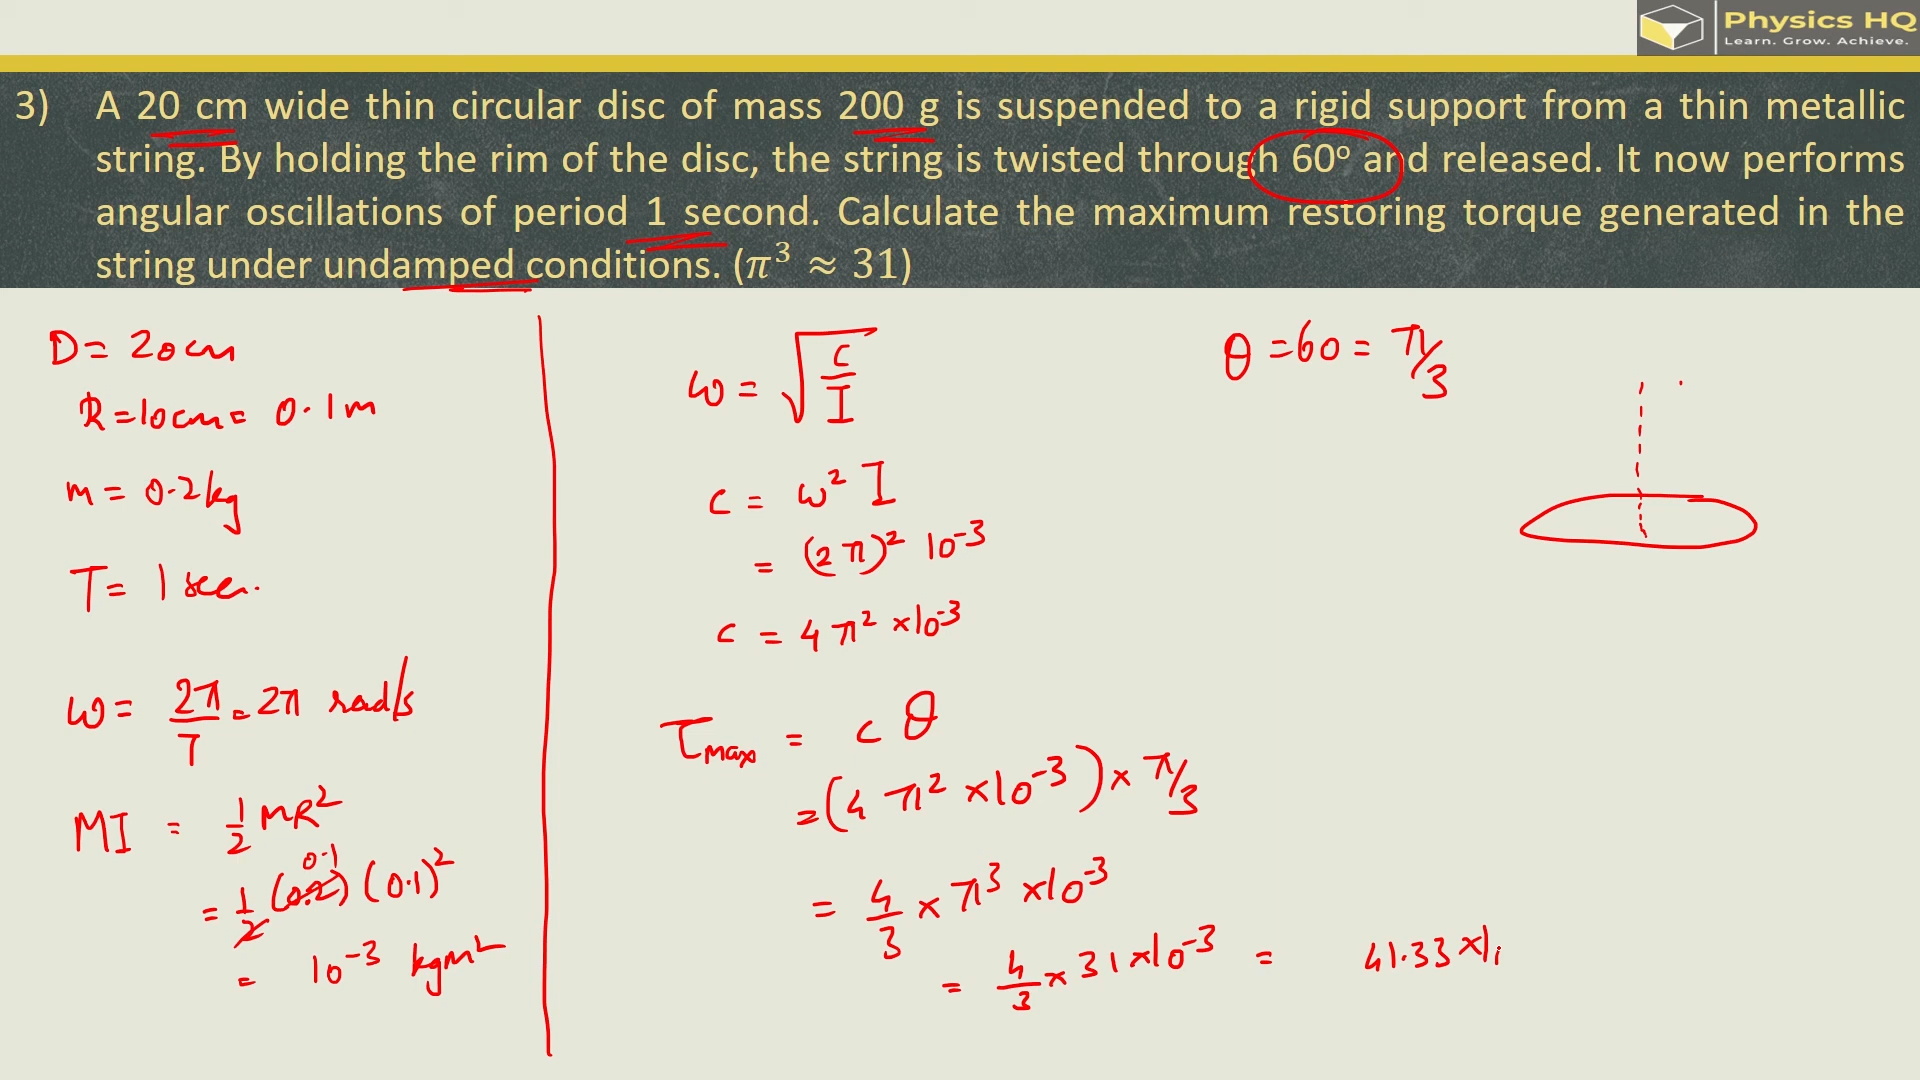 Physics HQ
Learn. Grow. Achieve.
3) A 20 cm wide thin circular disc of mass 200 g is suspended to a rigid support from a thin metallic
string. By holding the rim of the disc, the string is twisted through 60° and released. It now performs
angular oscillations of period 1 second. Calculate the maximum restoring torque generated in the
string under undamped conditions. (π³ ≈ 31)
D = 20cm
R = 10cm = 0.1m
m = 0.2kg
T = 1 sec.
ω = 2π/T = 2π rad/s
MI = 1/2 MR²
= 1/2 (0.2) (0.1)²
0.1
= 10⁻³ kgm²
ω = √(c/I)
c = ω² I
= (2π)² 10⁻³
c = 4π² ×10⁻³
τmax = cθ
= (4π² ×10⁻³) × π/3
= 4/3 × π³ ×10⁻³
= 4/3 × 31 ×10⁻³ = 41.33 ×1
θ = 60 = π/3